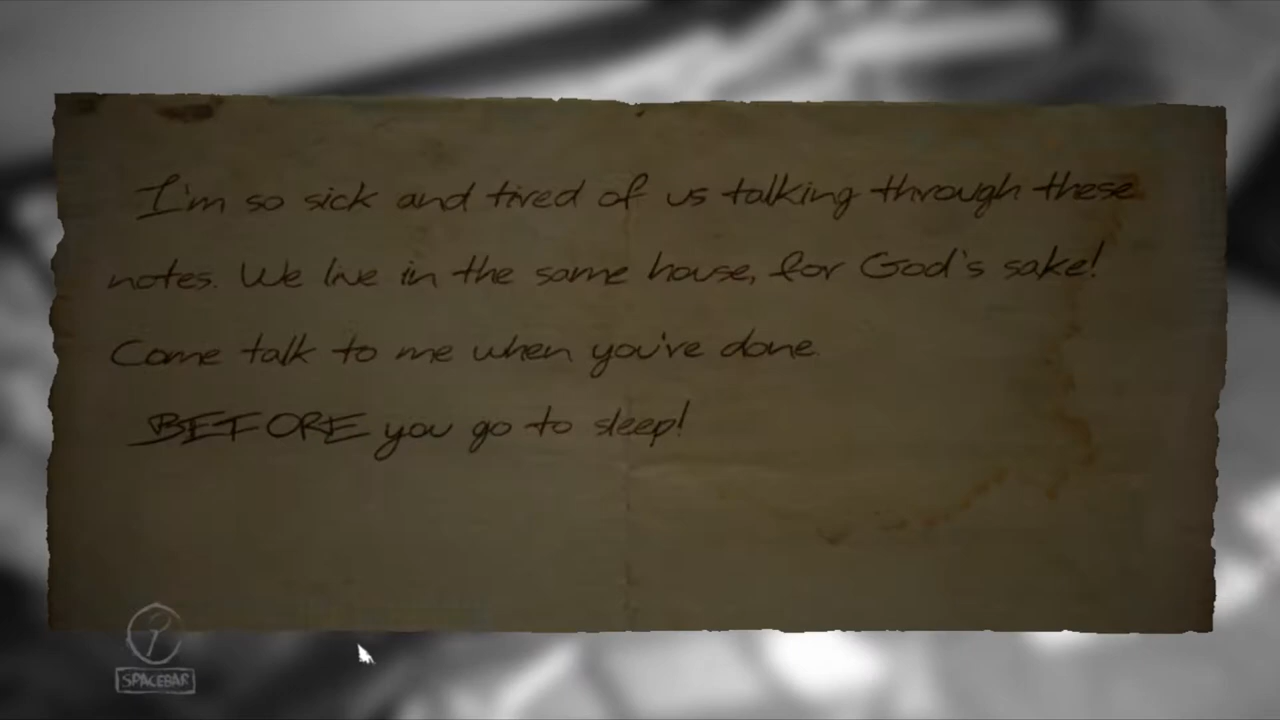 I'm so sick and tired of us talking through these
notes. We live in the same house, for God's sake!
Come talk to me when you've done.
BEFORE you go to sleep!
i
SPACEBAR